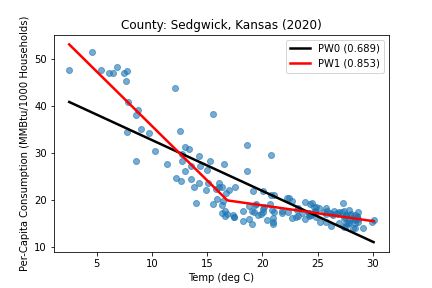 County: Sedgwick, Kansas (2020)
PW0 (0.689)
PW1 (0.853)
Per-Capita Consumption (MMBtu/1000 Households)
50
40
30
20
10
5
10
15
20
25
30
Temp (deg C)